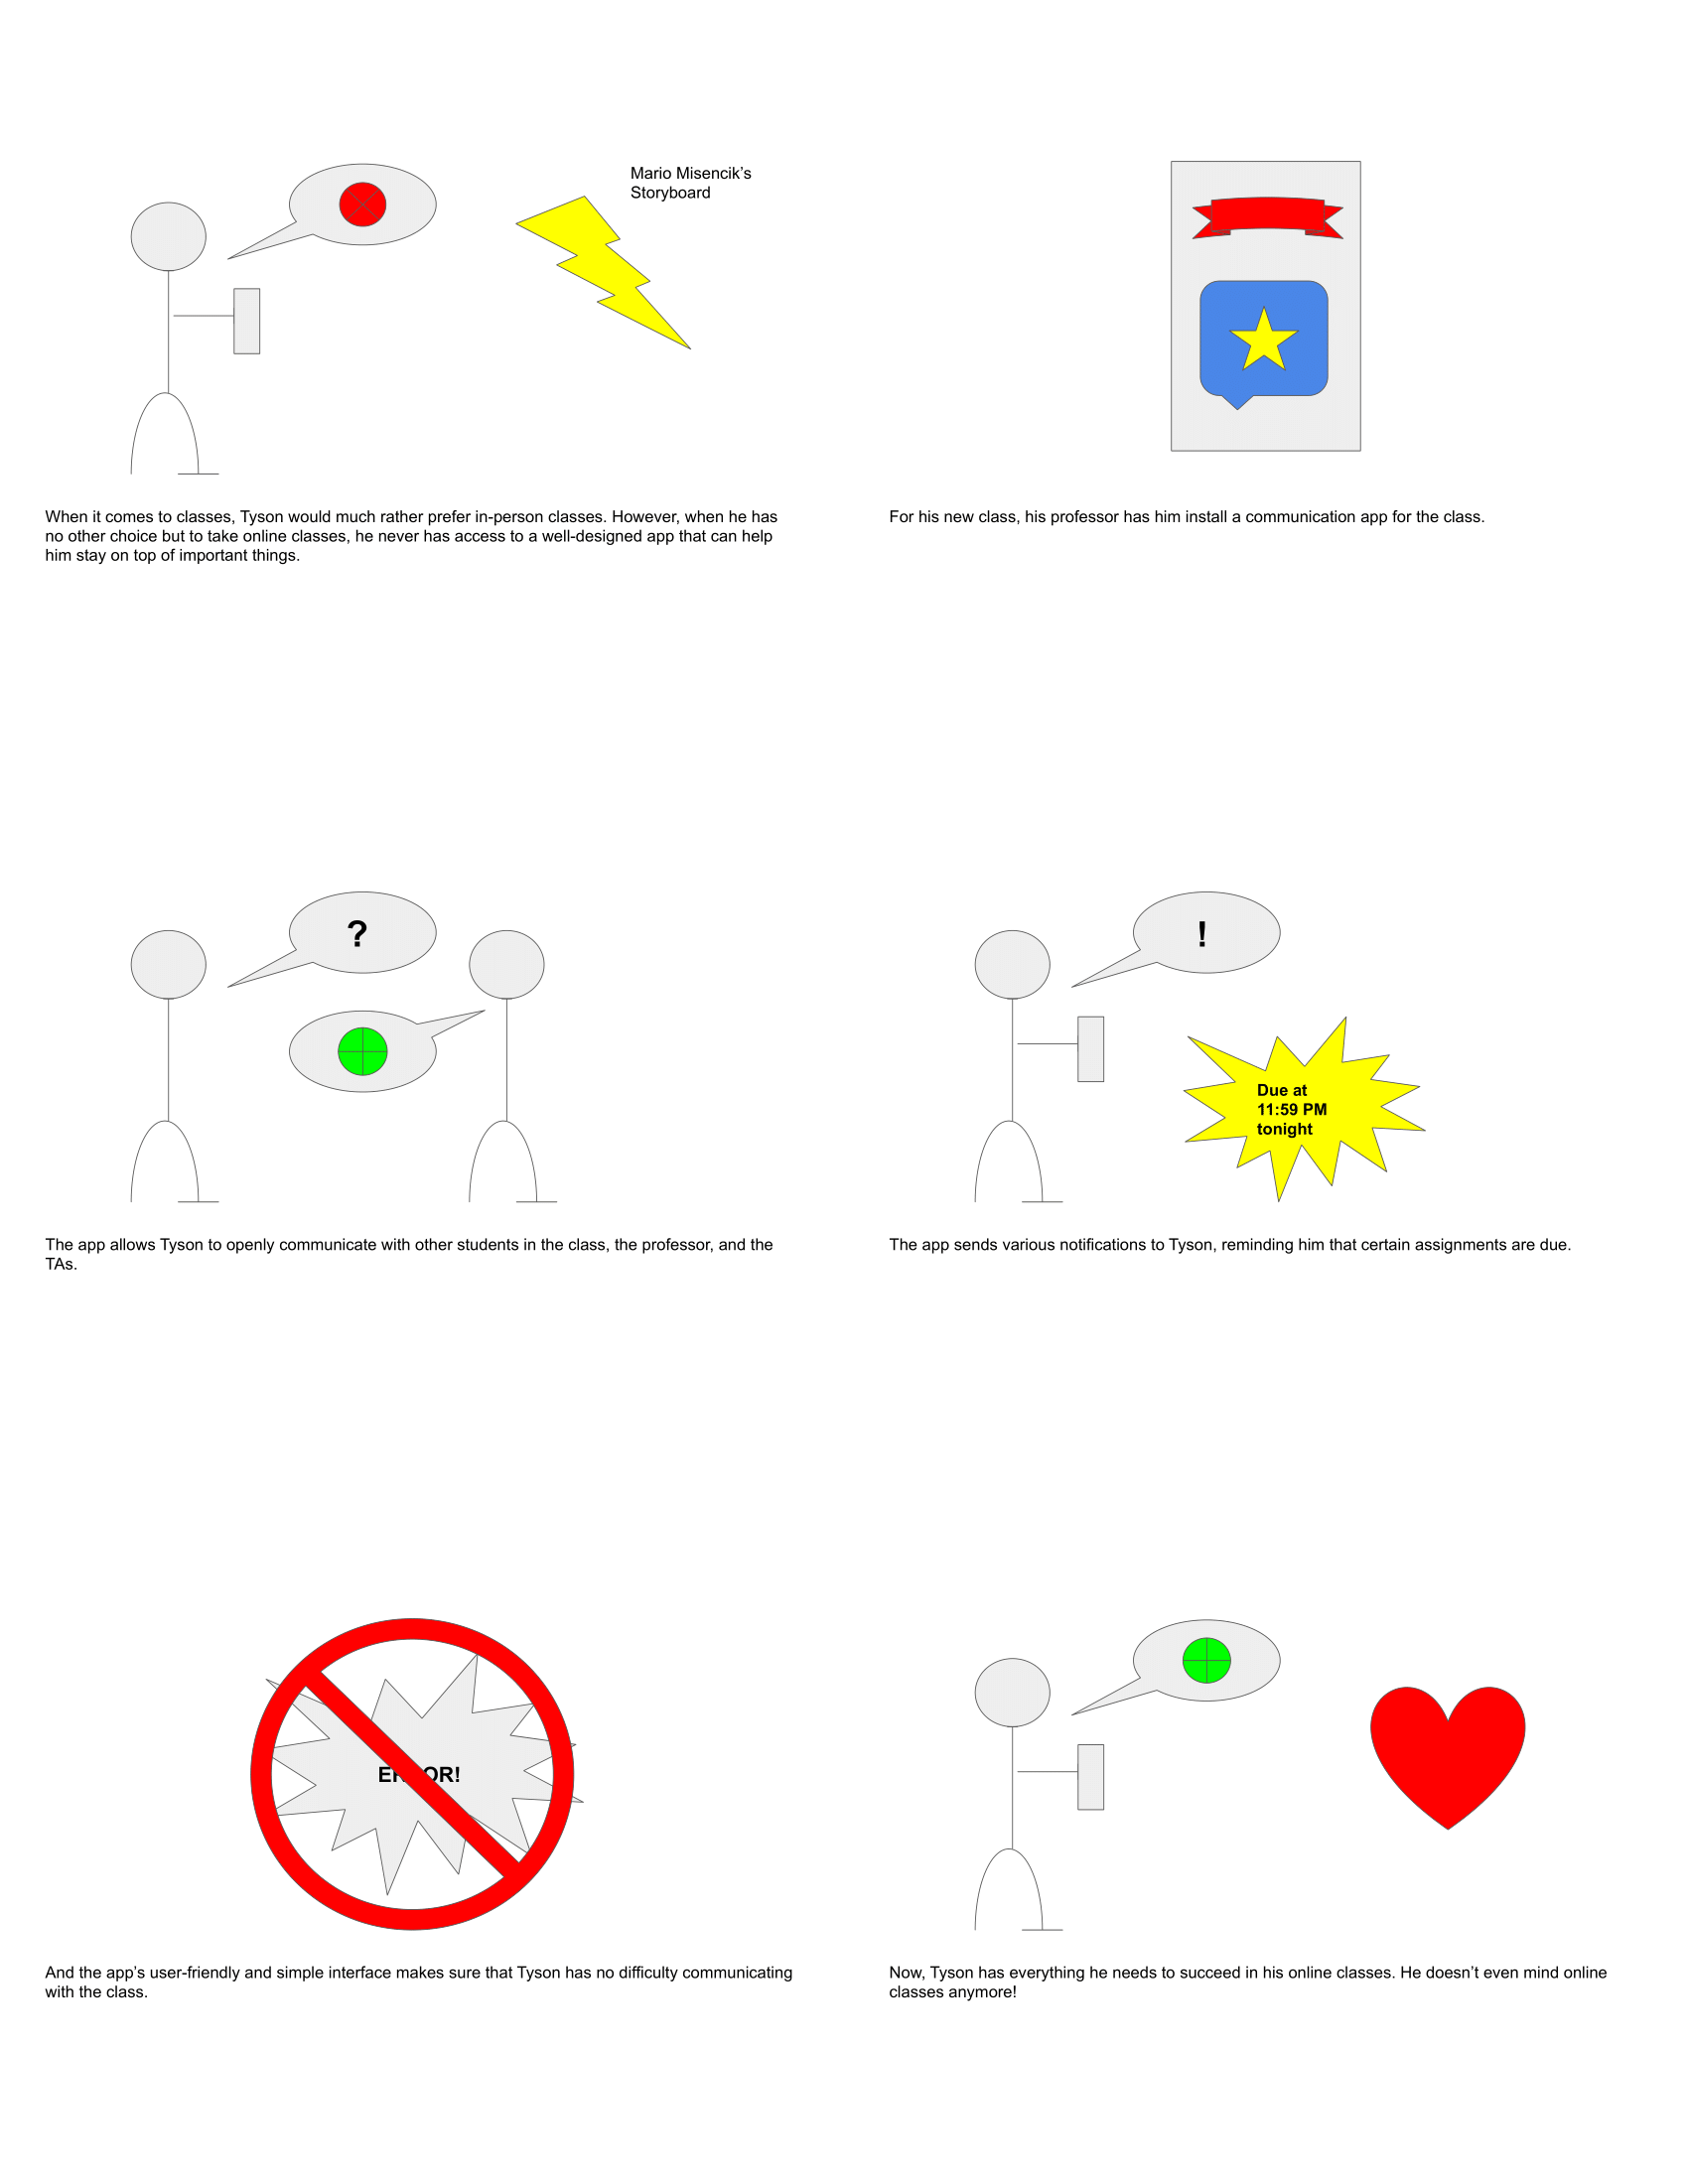 Mario Misencik’s
Storyboard
When it comes to classes, Tyson would much rather prefer in-person classes. However, when he has
no other choice but to take online classes, he never has access to a well-designed app that can help
him stay on top of important things.
For his new class, his professor has him install a communication app for the class.
?
The app allows Tyson to openly communicate with other students in the class, the professor, and the
TAs.
!
Due at
11:59 PM
tonight
The app sends various notifications to Tyson, reminding him that certain assignments are due.
ERROR!
And the app’s user-friendly and simple interface makes sure that Tyson has no difficulty communicating
with the class.
Now, Tyson has everything he needs to succeed in his online classes. He doesn’t even mind online
classes anymore!